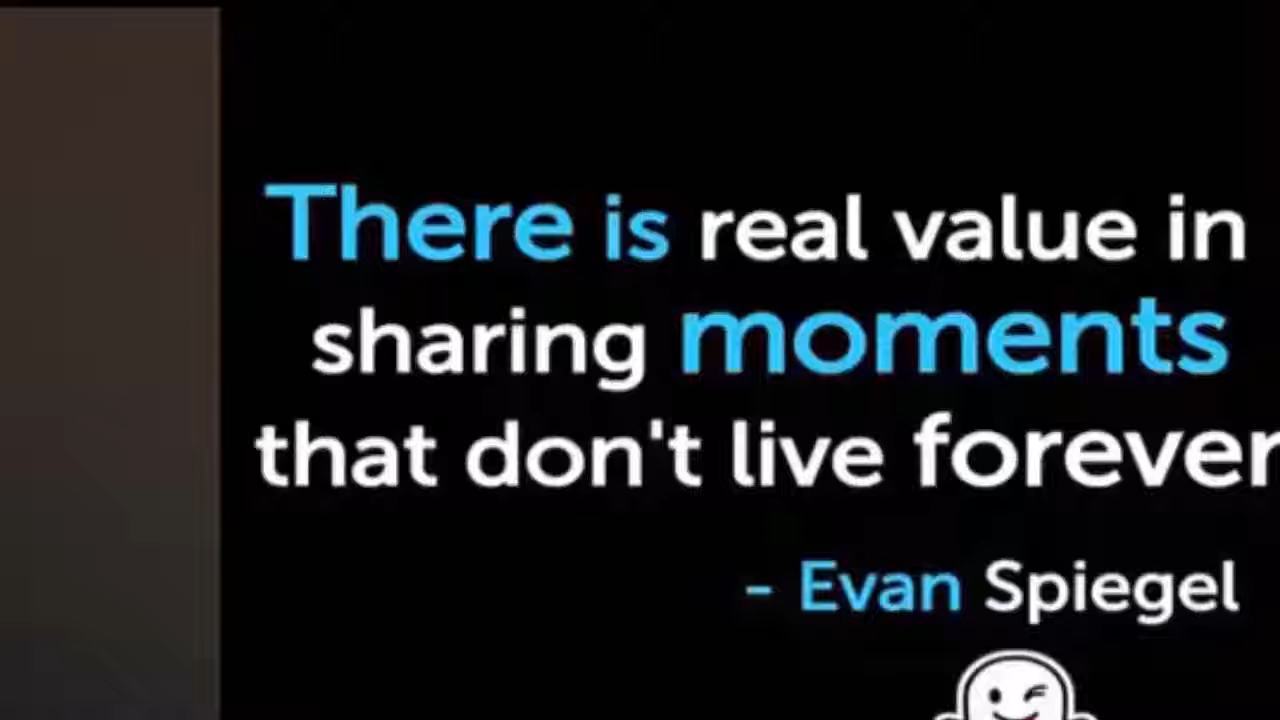 There is real value in
sharing moments
that don't live forever
- Evan Spiegel